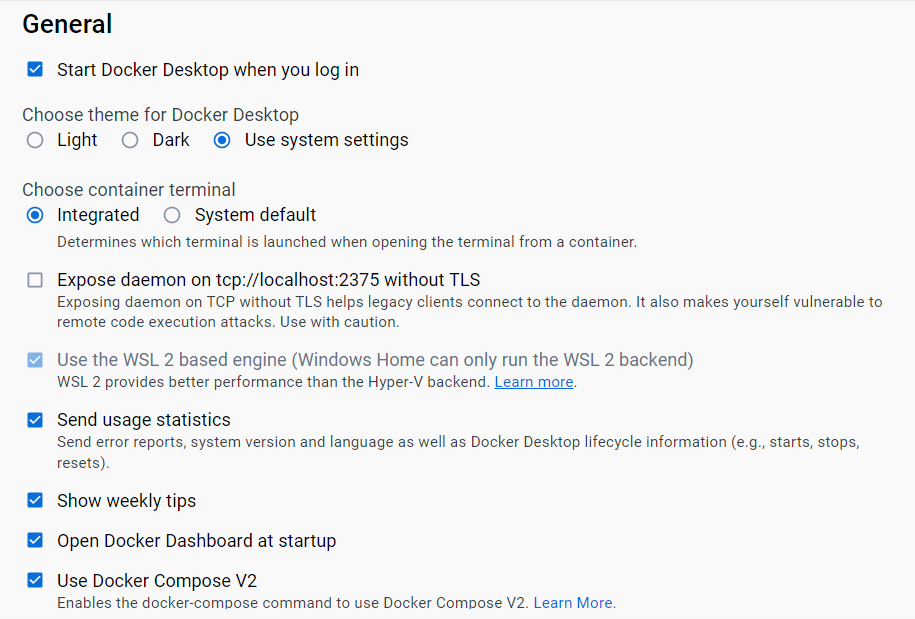 General
Start Docker Desktop when you log in
Choose theme for Docker Desktop
Light Dark Use system settings
Choose container terminal
Integrated System default
Determines which terminal is launched when opening the terminal from a container.
Expose daemon on tcp://localhost:2375 without TLS
Exposing daemon on TCP without TLS helps legacy clients connect to the daemon. It also makes yourself vulnerable to
remote code execution attacks. Use with caution.
Use the WSL 2 based engine (Windows Home can only run the WSL 2 backend)
WSL 2 provides better performance than the Hyper-V backend. Learn more.
Send usage statistics
Send error reports, system version and language as well as Docker Desktop lifecycle information (e.g., starts, stops,
resets).
Show weekly tips
Open Docker Dashboard at startup
Use Docker Compose V2
Enables the docker-compose command to use Docker Compose V2. Learn More.